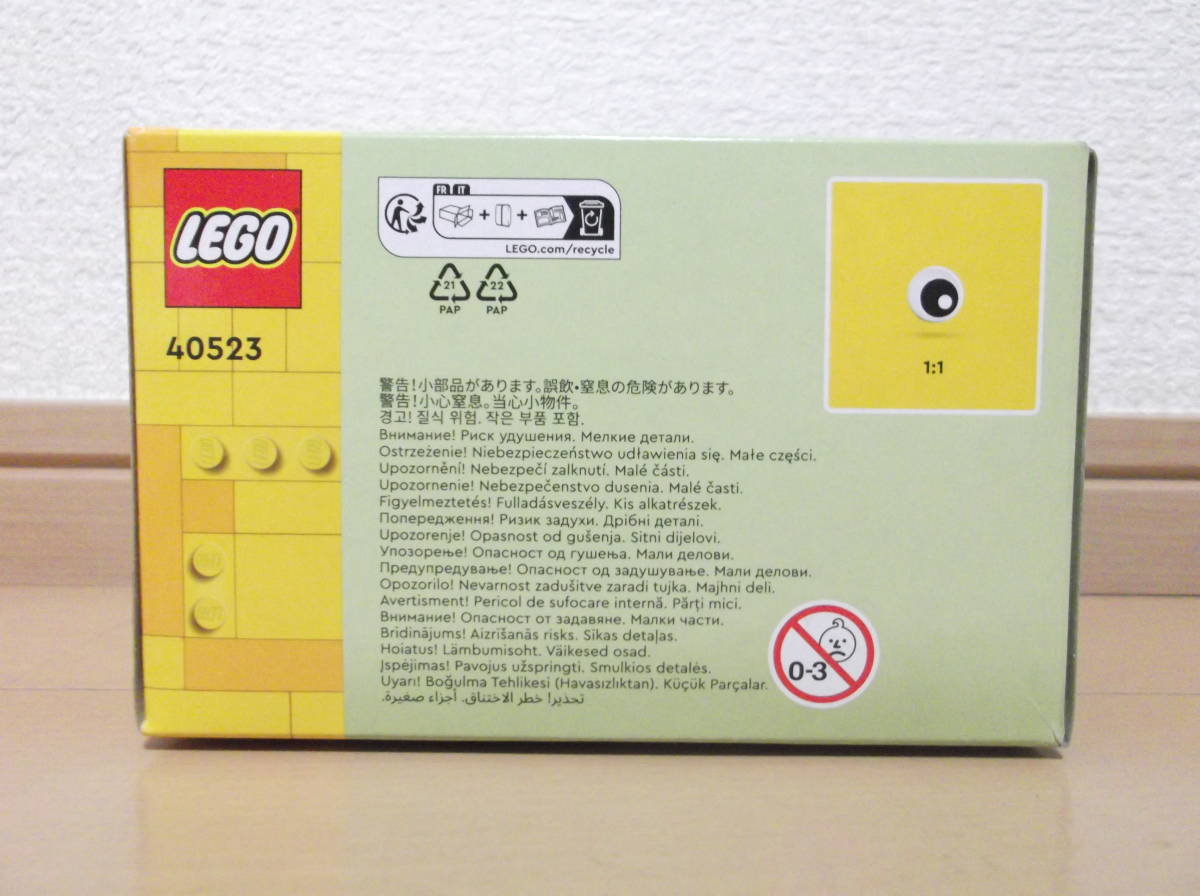 LEGO
40523
FR IT
LEGO.com/recycle
21
PAP
22
PAP
1:1
警告!小部品があります。誤飲・窒息の危険があります。
警告!小心窒息。当心小物件。
경고! 질식 위험. 작은 부품 포함.
Внимание! Риск удушения. Мелкие детали.
Ostrzeżenie! Niebezpieczeństwo udławienia się. Małe części.
Upozornění! Nebezpečí zalknutí. Malé části.
Upozornenie! Nebezpečenstvo dusenia. Malé časti.
Figyelmeztetés! Fulladásveszély. Kis alkatrészek.
Попередження! Ризик задухи. Дрібні деталі.
Upozorenje! Opasnost od gušenja. Sitni dijelovi.
Упозорење! Опасност од гушења. Мали делови.
Предупредување! Опасност од задушување. Мали делови.
Opozorilo! Nevarnost zadušitve zaradi tujka. Majhni deli.
Avertisment! Pericol de sufocare internă. Părți mici.
Внимание! Опасност от задавяне. Малки части.
Brīdinājums! Aizrīšanās risks. Sīkas detaļas.
Hoiatus! Lämbumisoht. Väikesed osad.
Įspėjimas! Pavojus užspringti. Smulkios detalės.
Uyarı! Boğulma Tehlikesi (Havasızlıktan). Küçük Parçalar.
تحذير! خطر الاختناق. أجزاء صغيرة.
0-3